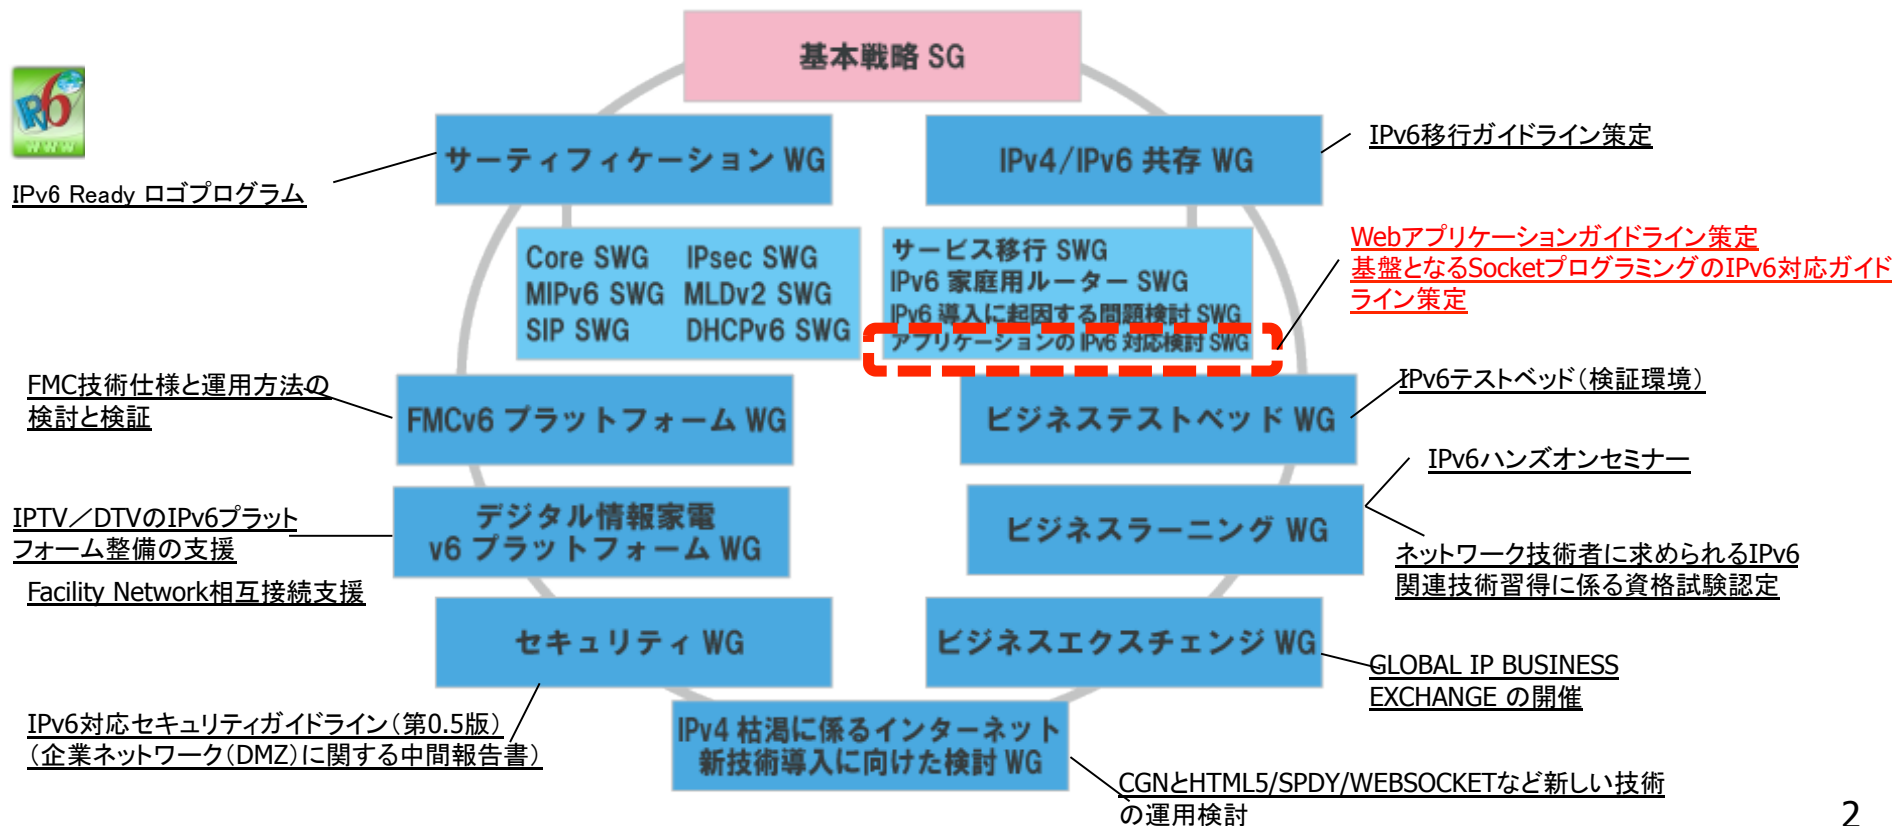 基本戦略 SG
IPv6
WWW
サーティフィケーション WG
IPv4/IPv6 共存 WG
IPv6移行ガイドライン策定
IPv6 Ready ロゴプログラム
Core SWG IPsec SWG
MIPv6 SWG MLDv2 SWG
SIP SWG DHCPv6 SWG
サービス移行 SWG
IPv6 家庭用ルーター SWG
IPv6 導入に起因する問題検討 SWG
アプリケーションの IPv6 対応検討 SWG
Webアプリケーションガイドライン策定
基盤となるSocketプログラミングのIPv6対応ガイド
ライン策定
FMC技術仕様と運用方法の
検討と検証
FMCv6 プラットフォーム WG
ビジネステストベッド WG
IPv6テストベッド（検証環境）
IPTV／DTVのIPv6プラット
フォーム整備の支援
Facility Network相互接続支援
デジタル情報家電
v6 プラットフォーム WG
ビジネスラーニング WG
IPv6ハンズオンセミナー
ネットワーク技術者に求められるIPv6
関連技術習得に係る資格試験認定
セキュリティ WG
ビジネスエクスチェンジ WG
GLOBAL IP BUSINESS
EXCHANGE の開催
IPv6対応セキュリティガイドライン（第0.5版）
（企業ネットワーク（DMZ）に関する中間報告書）
IPv4 枯渇に係るインターネット
新技術導入に向けた検討 WG
CGNとHTML5/SPDY/WEBSOCKETなど新しい技術
の運用検討
2